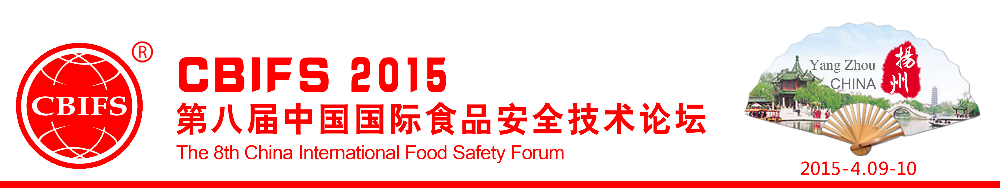 CBIFS
®
CBIFS 2015
第八届中国国际食品安全技术论坛
The 8th China International Food Safety Forum
Yang Zhou
CHINA
揚州
2015-4.09-10